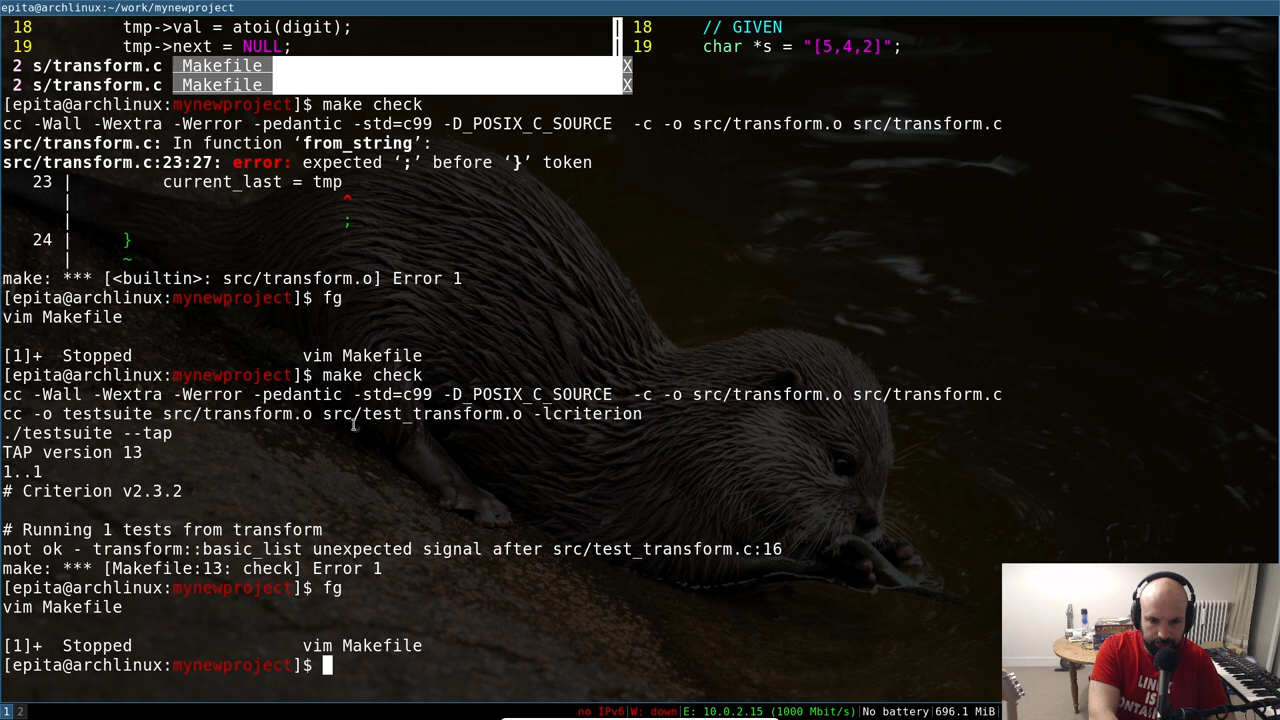 epita@archlinux:~/work/mynewproject
18         tmp->val = atoi(digit);
19         tmp->next = NULL;
18     // GIVEN
19     char *s = "[5,4,2]";
2 s/transform.c  Makefile  X
2 s/transform.c  Makefile  X
[epita@archlinux:mynewproject]$ make check
cc -Wall -Wextra -Werror -pedantic -std=c99 -D_POSIX_C_SOURCE  -c -o src/transform.o src/transform.c
src/transform.c: In function ‘from_string’:
src/transform.c:23:27: error: expected ‘;’ before ‘}’ token
   23 |         current_last = tmp
      |                           ^
      |                           ;
   24 |     }
      |     ~
make: *** [<builtin>: src/transform.o] Error 1
[epita@archlinux:mynewproject]$ fg
vim Makefile
[1]+  Stopped                 vim Makefile
[epita@archlinux:mynewproject]$ make check
cc -Wall -Wextra -Werror -pedantic -std=c99 -D_POSIX_C_SOURCE  -c -o src/transform.o src/transform.c
cc -o testsuite src/transform.o src/test_transform.o -lcriterion
./testsuite --tap
TAP version 13
1..1
# Criterion v2.3.2
# Running 1 tests from transform
not ok - transform::basic_list unexpected signal after src/test_transform.c:16
make: *** [Makefile:13: check] Error 1
[epita@archlinux:mynewproject]$ fg
vim Makefile
[1]+  Stopped                 vim Makefile
[epita@archlinux:mynewproject]$
1 2
no IPv6|W: down|E: 10.0.2.15 (1000 Mbit/s)|No battery|696.1 MiB